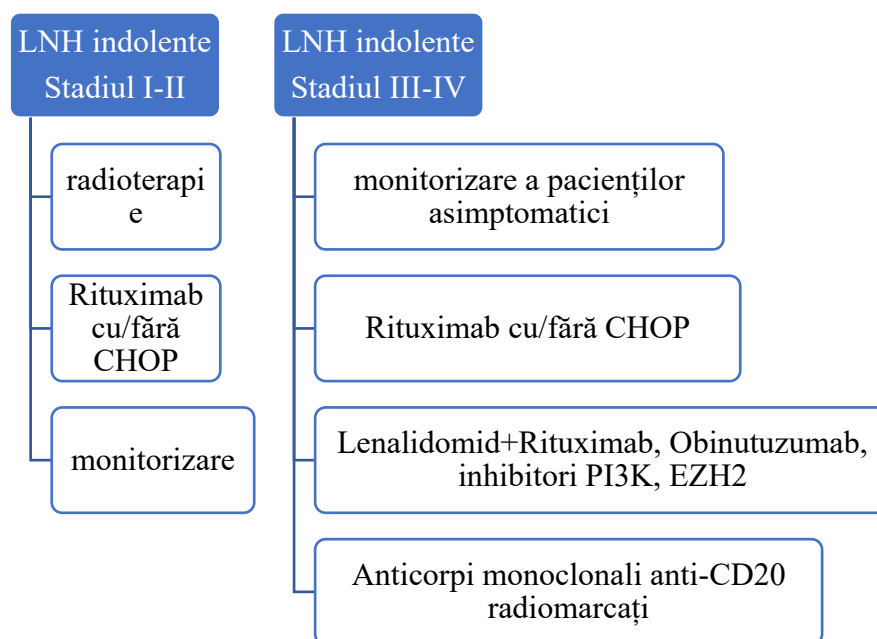 LNH indolente
Stadiul I-II
radioterapi
e
Rituximab
cu/fără
CHOP
monitorizare
LNH indolente
Stadiul III-IV
monitorizare a pacienților
asimptomatici
Rituximab cu/fără CHOP
Lenalidomid+Rituximab, Obinutuzumab,
inhibitori PI3K, EZH2
Anticorpi monoclonali anti-CD20
radiomarcați